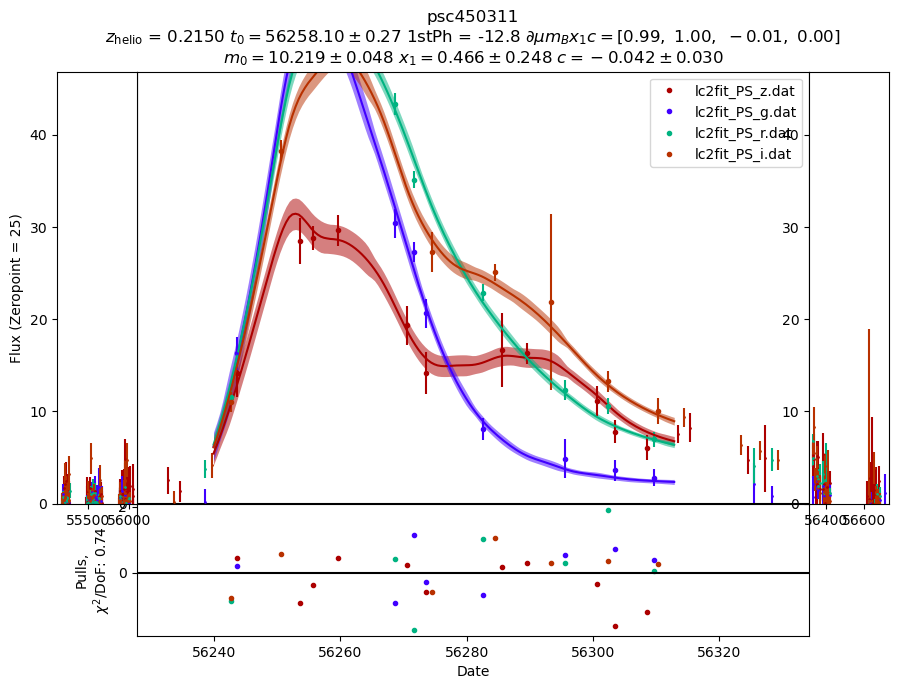 psc450311
z_helio = 0.2150 t_0 = 56258.10 ± 0.27 1stPh = -12.8 ∂μm_Bx_1c = [0.99, 1.00, −0.01, 0.00]
m_0 = 10.219 ± 0.048 x_1 = 0.466 ± 0.248 c = −0.042 ± 0.030
lc2fit_PS_z.dat
lc2fit_PS_g.dat
lc2fit_PS_r.dat
lc2fit_PS_i.dat
Flux (Zeropoint = 25)
40
30
20
10
0
40
30
20
10
0
55500
56000
56400
56600
Pulls,
χ²/DoF: 0.74
0
56240
56260
56280
56300
56320
Date